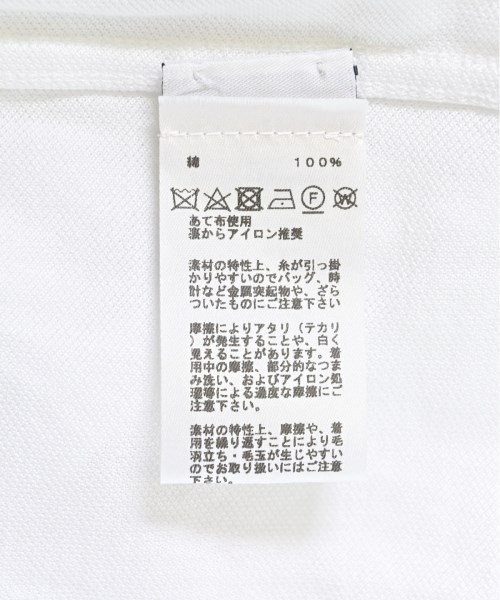 綿 100%
F W
あて布使用
裏からアイロン推奨
素材の特性上、糸が引っ掛
かりやすいのでバッグ、時
計など金属突起物や、ざら
ついたものにご注意下さい
摩擦によりアタリ（テカリ
）が発生することや、白く
見えることがあります。着
用中の摩擦、部分的なつま
み洗い、およびアイロン処
理等による過度な摩擦にご
注意下さい。
素材の特性上、摩擦や、着
用を繰り返すことにより毛
羽立ち・毛玉が生じやすい
のでお取り扱いにはご注意
下さい。